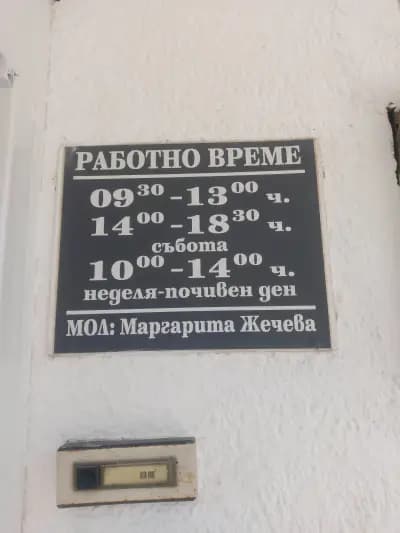 РАБОТНО ВРЕМЕ
09³⁰-13⁰⁰ ч.
14⁰⁰-18³⁰ ч.
събота
10⁰⁰-14⁰⁰ ч.
неделя-почивен ден
МОЛ: Маргарита Жечева